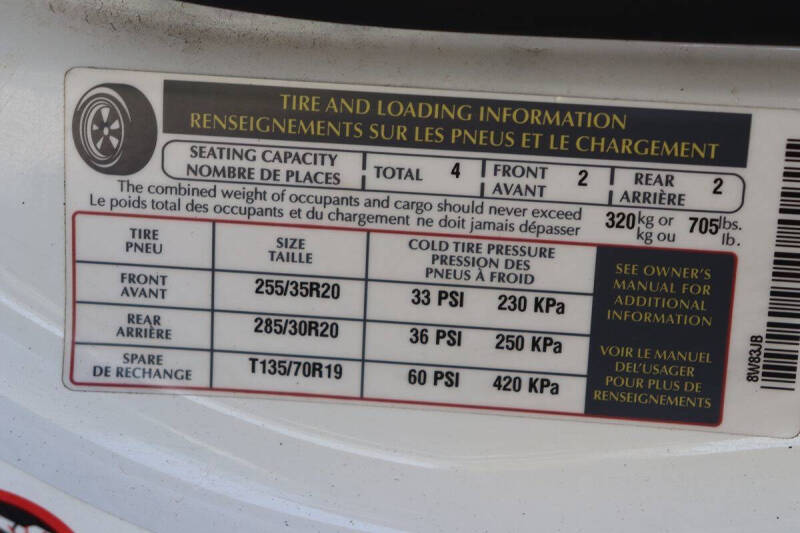 TIRE AND LOADING INFORMATION
RENSEIGNEMENTS SUR LES PNEUS ET LE CHARGEMENT
SEATING CAPACITY
NOMBRE DE PLACES
TOTAL 4
FRONT
AVANT
2
REAR
ARRIÈRE
2
The combined weight of occupants and cargo should never exceed 320 kg or 705 lbs.
Le poids total des occupants et du chargement ne doit jamais dépasser kg ou lb.
TIRE
PNEU
SIZE
TAILLE
COLD TIRE PRESSURE
PRESSION DES
PNEUS À FROID
FRONT
AVANT
255/35R20
33 PSI 230 KPa
REAR
ARRIÈRE
285/30R20
36 PSI 250 KPa
SPARE
DE RECHANGE
T135/70R19
60 PSI 420 KPa
SEE OWNER'S
MANUAL FOR
ADDITIONAL
INFORMATION
VOIR LE MANUEL
DEL'USAGER
POUR PLUS DE
RENSEIGNEMENTS
8W83JB